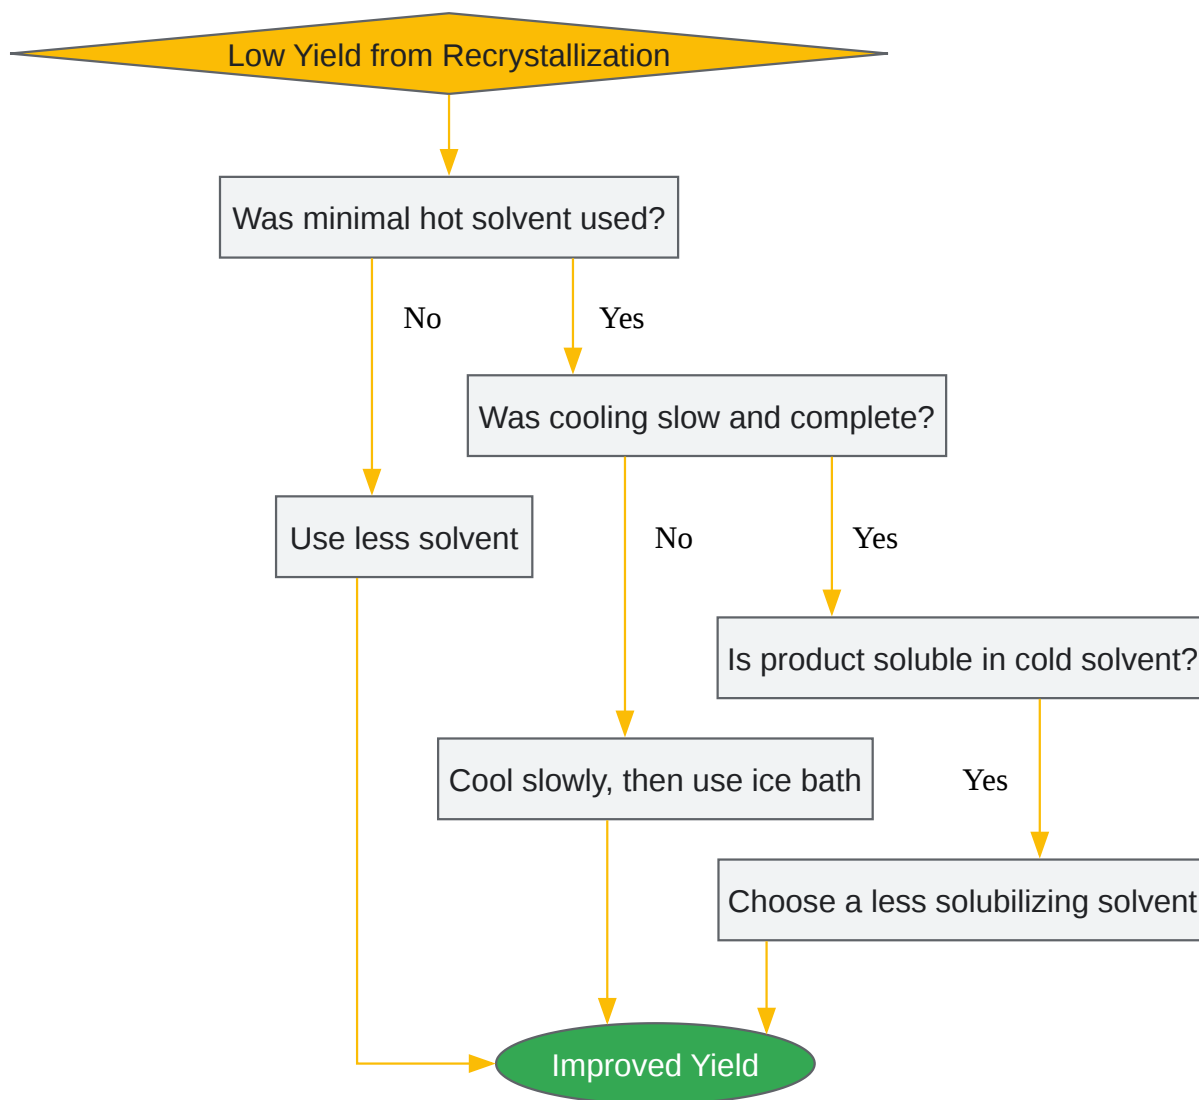 Low Yield from Recrystallization
Was minimal hot solvent used?
No
Yes
Was cooling slow and complete?
Use less solvent
No
Yes
Is product soluble in cold solvent?
Cool slowly, then use ice bath
Yes
Choose a less solubilizing solvent
Improved Yield